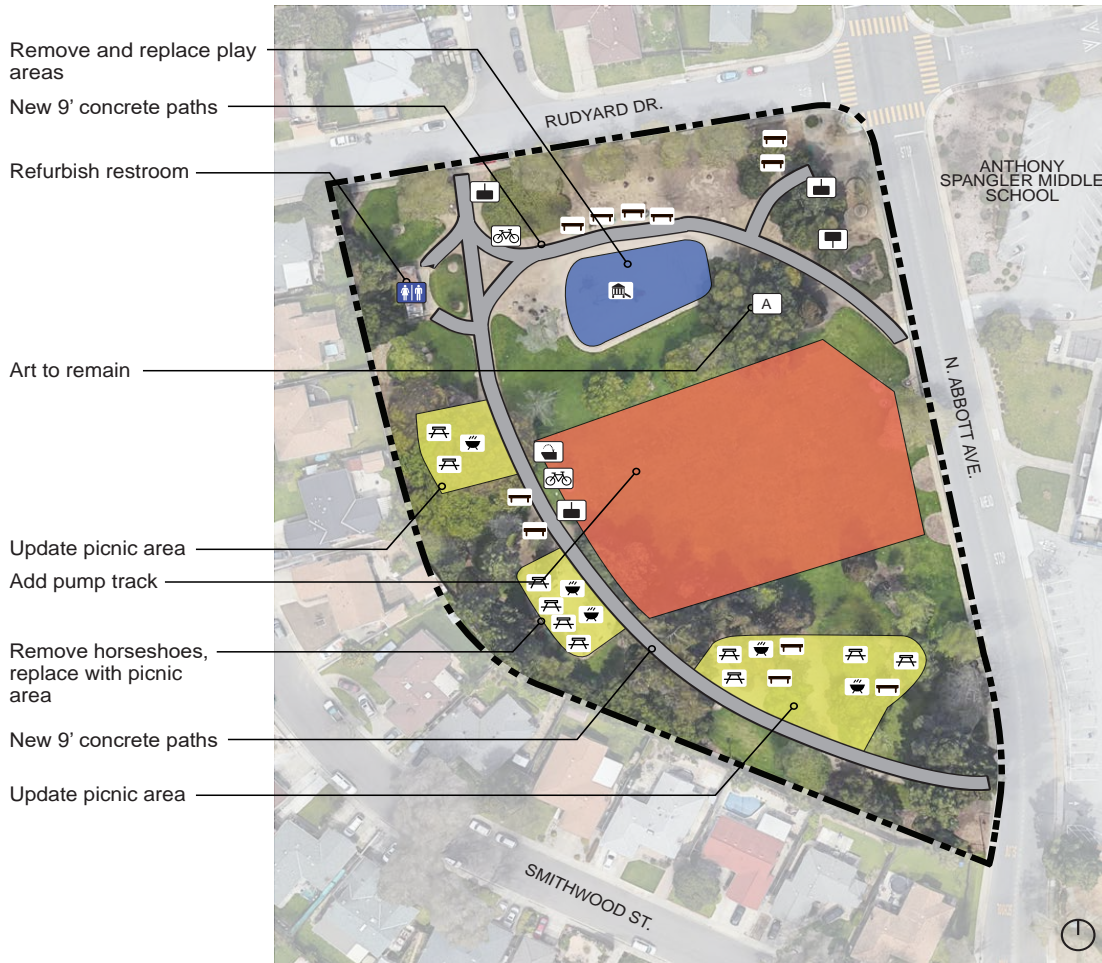 Remove and replace play
areas
New 9' concrete paths
Refurbish restroom
Art to remain
Update picnic area
Add pump track
Remove horseshoes,
replace with picnic
area
New 9' concrete paths
Update picnic area
RUDYARD DR.
ANTHONY
SPANGLER MIDDLE
SCHOOL
A
N. ABBOTT AVE.
SMITHWOOD ST.